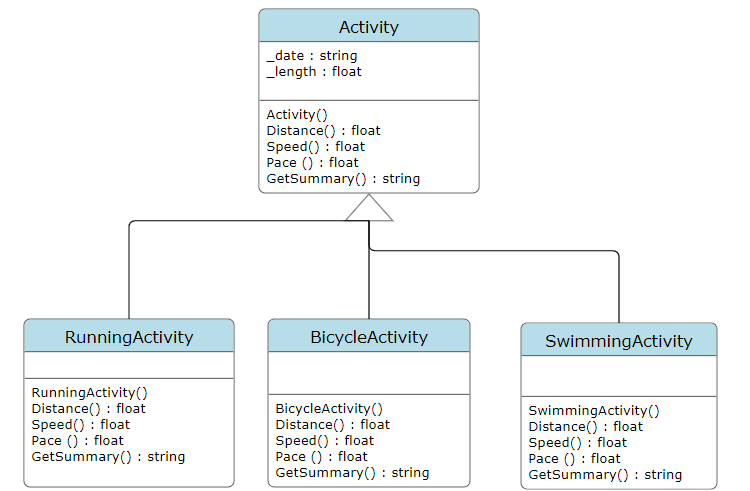 Activity
_date : string
_length : float
Activity()
Distance() : float
Speed() : float
Pace () : float
GetSummary() : string
RunningActivity
RunningActivity()
Distance() : float
Speed() : float
Pace () : float
GetSummary() : string
BicycleActivity
BicycleActivity()
Distance() : float
Speed() : float
Pace () : float
GetSummary() : string
SwimmingActivity
SwimmingActivity()
Distance() : float
Speed() : float
Pace () : float
GetSummary() : string